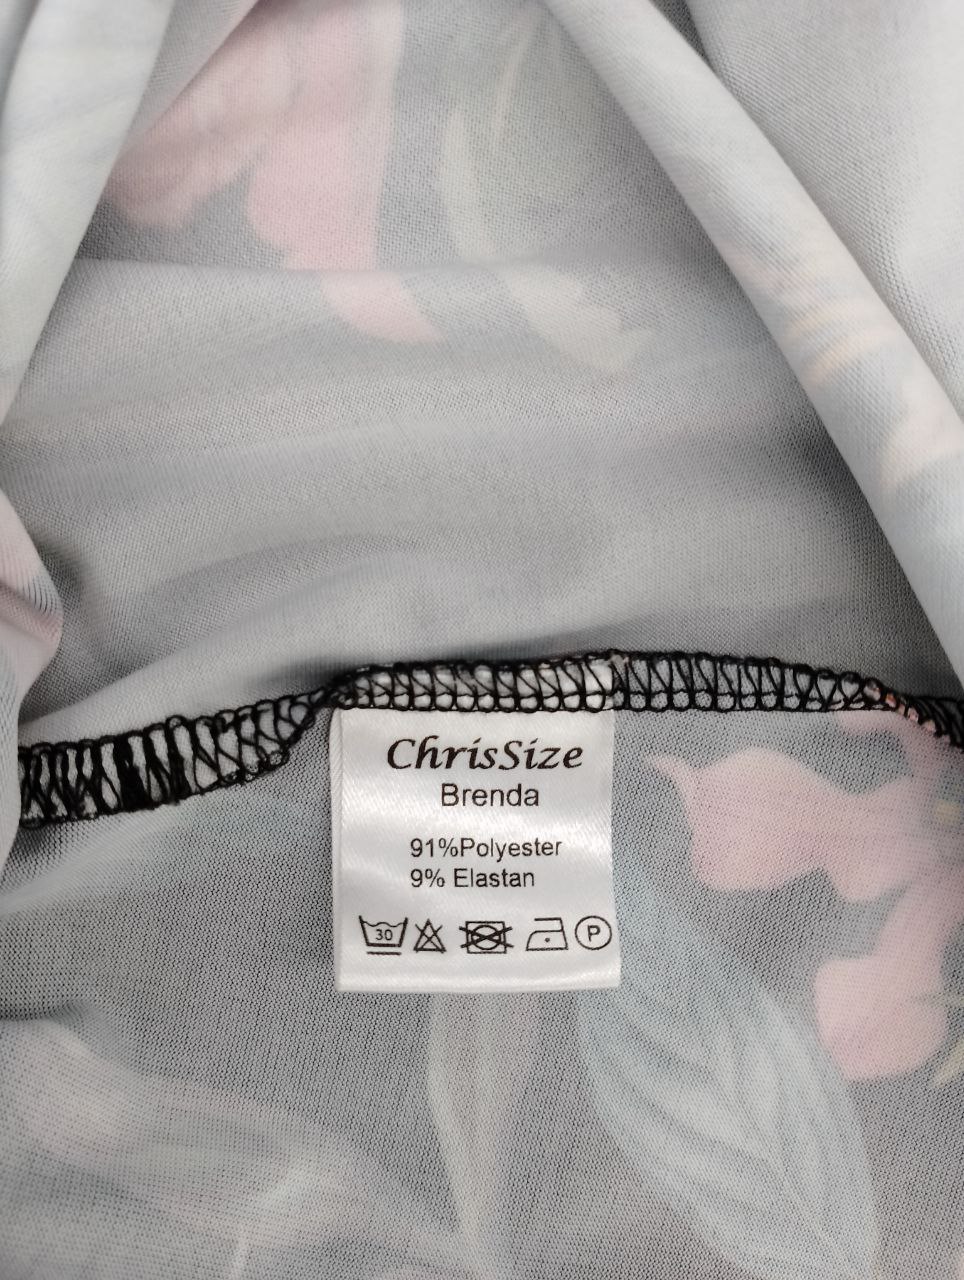 ChrisSize
Brenda
91%Polyester
9% Elastan
30 P